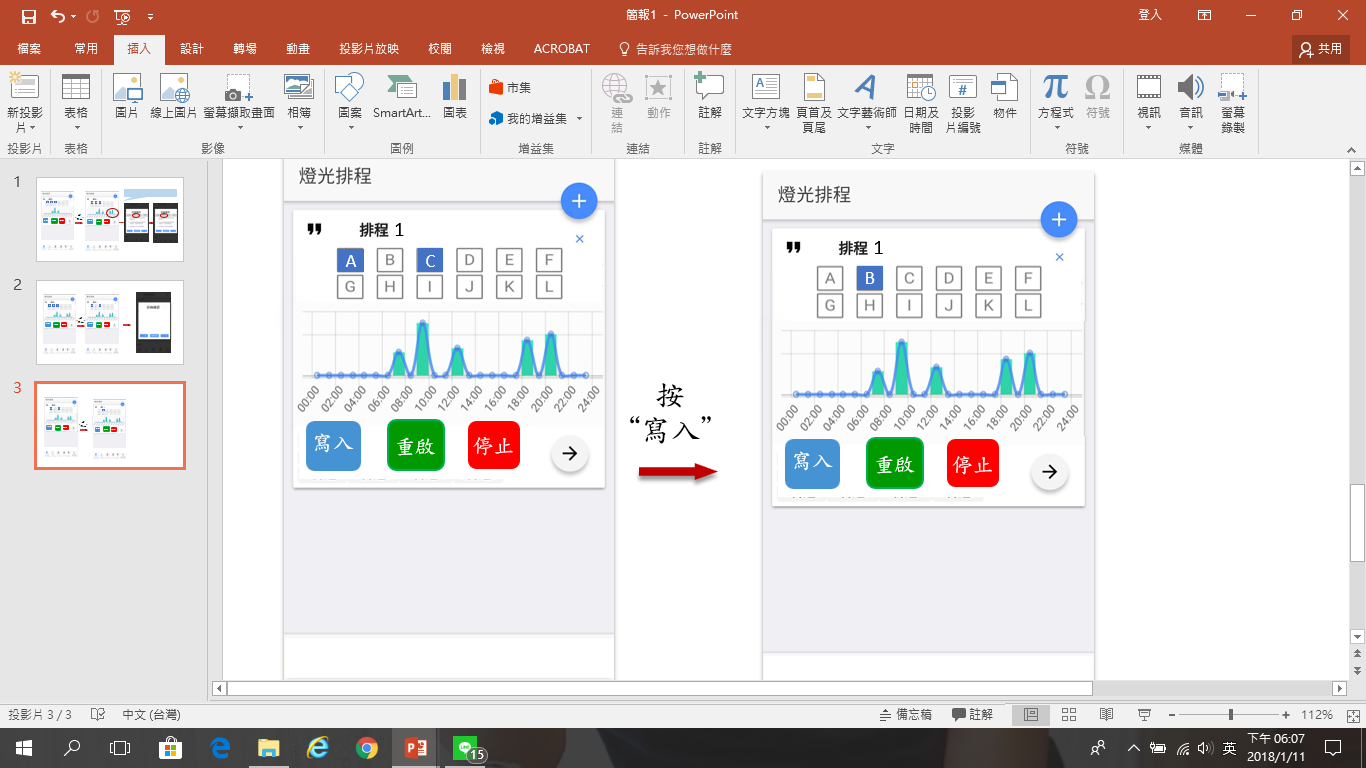 簡報1 - PowerPoint
登入
檔案 常用 插入 設計 轉場 動畫 投影片放映 校閱 檢視 ACROBAT 告訴我您想做什麼 共用
新投影片 表格 圖片 線上圖片 螢幕擷取畫面 相簿 圖案 SmartArt... 圖表 市集 我的增益集 連結 動作 註解 文字方塊 頁首及頁尾 文字藝術師 日期及時間 投影片編號 物件 方程式 符號 視訊 音訊 螢幕錄製
投影片 表格 影像 圖例 增益集 連結 註解 文字 符號 媒體
1
2
3
燈光排程
+
排程 1
×
A B C D E F
G H I J K L
00:00 02:00 04:00 06:00 08:00 10:00 12:00 14:00 16:00 18:00 20:00 22:00 24:00
寫入 重啟 停止
按
“寫入”
燈光排程
+
排程 1
×
A B C D E F
G H I J K L
00:00 02:00 04:00 06:00 08:00 10:00 12:00 14:00 16:00 18:00 20:00 22:00 24:00
寫入 重啟 停止
投影片 3 / 3 中文 (台灣) 備忘稿 註解 112%
15
英
下午 06:07
2018/1/11